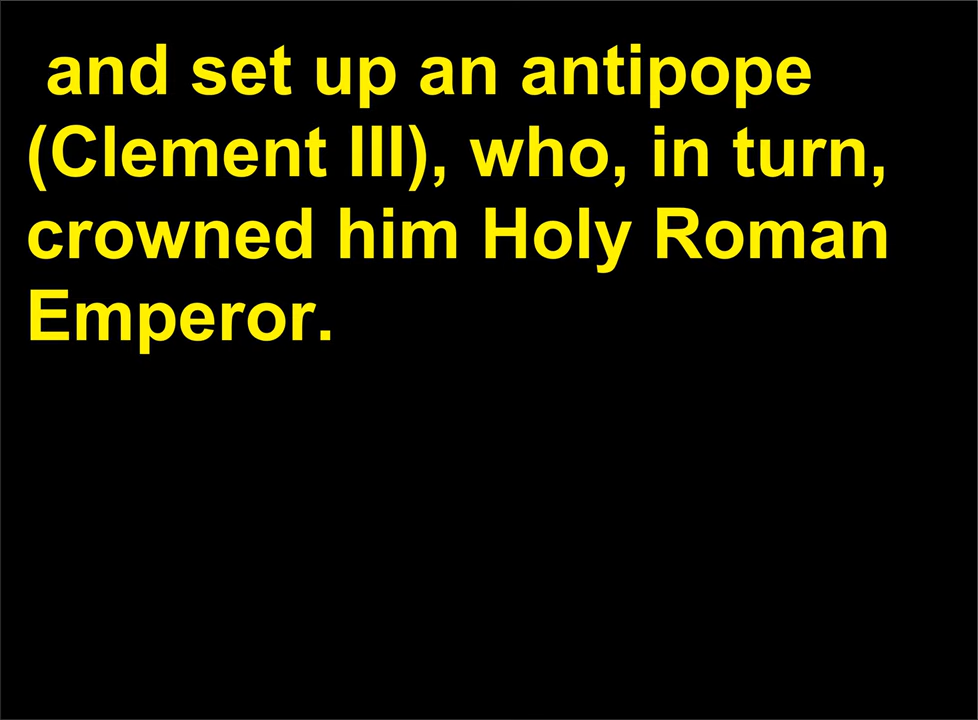 and set up an antipope
(Clement III), who, in turn,
crowned him Holy Roman
Emperor.